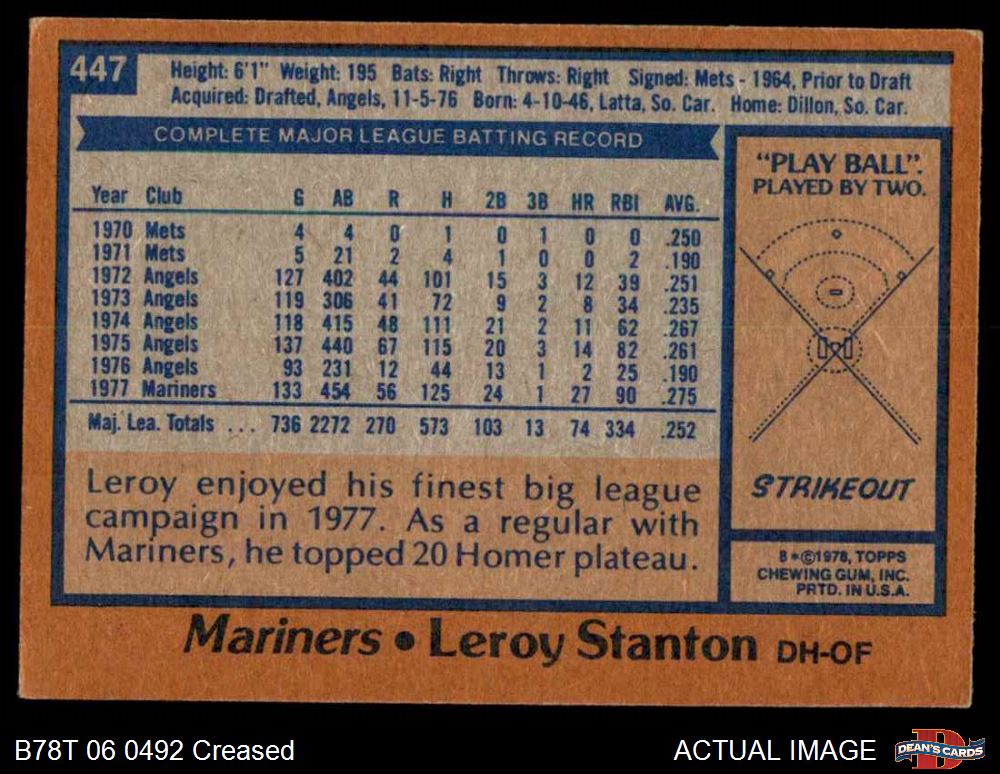 447
Height: 6'1" Weight: 195 Bats: Right Throws: Right Signed: Mets - 1964, Prior to Draft
Acquired: Drafted, Angels, 11-5-76 Born: 4-10-46, Latta, So. Car. Home: Dillon, So. Car.
COMPLETE MAJOR LEAGUE BATTING RECORD
Year Club G AB R H 2B 3B HR RBI AVG.
1970 Mets 4 4 0 1 0 1 0 0 .250
1971 Mets 5 21 2 4 1 0 0 2 .190
1972 Angels 127 402 44 101 15 3 12 39 .251
1973 Angels 119 306 41 72 9 2 8 34 .235
1974 Angels 118 415 48 111 21 2 11 62 .267
1975 Angels 137 440 67 115 20 3 14 82 .261
1976 Angels 93 231 12 44 13 1 2 25 .190
1977 Mariners 133 454 56 125 24 1 27 90 .275
Maj. Lea. Totals ... 736 2272 270 573 103 13 74 334 .252
Leroy enjoyed his finest big league
campaign in 1977. As a regular with
Mariners, he topped 20 Homer plateau.
"PLAY BALL".
PLAYED BY TWO.
STRIKEOUT
B*©1978, TOPPS
CHEWING GUM, INC.
PRTD. IN U.S.A.
Mariners • Leroy Stanton DH-OF
B78T 06 0492 Creased
ACTUAL IMAGE
D
DEAN'S CARDS